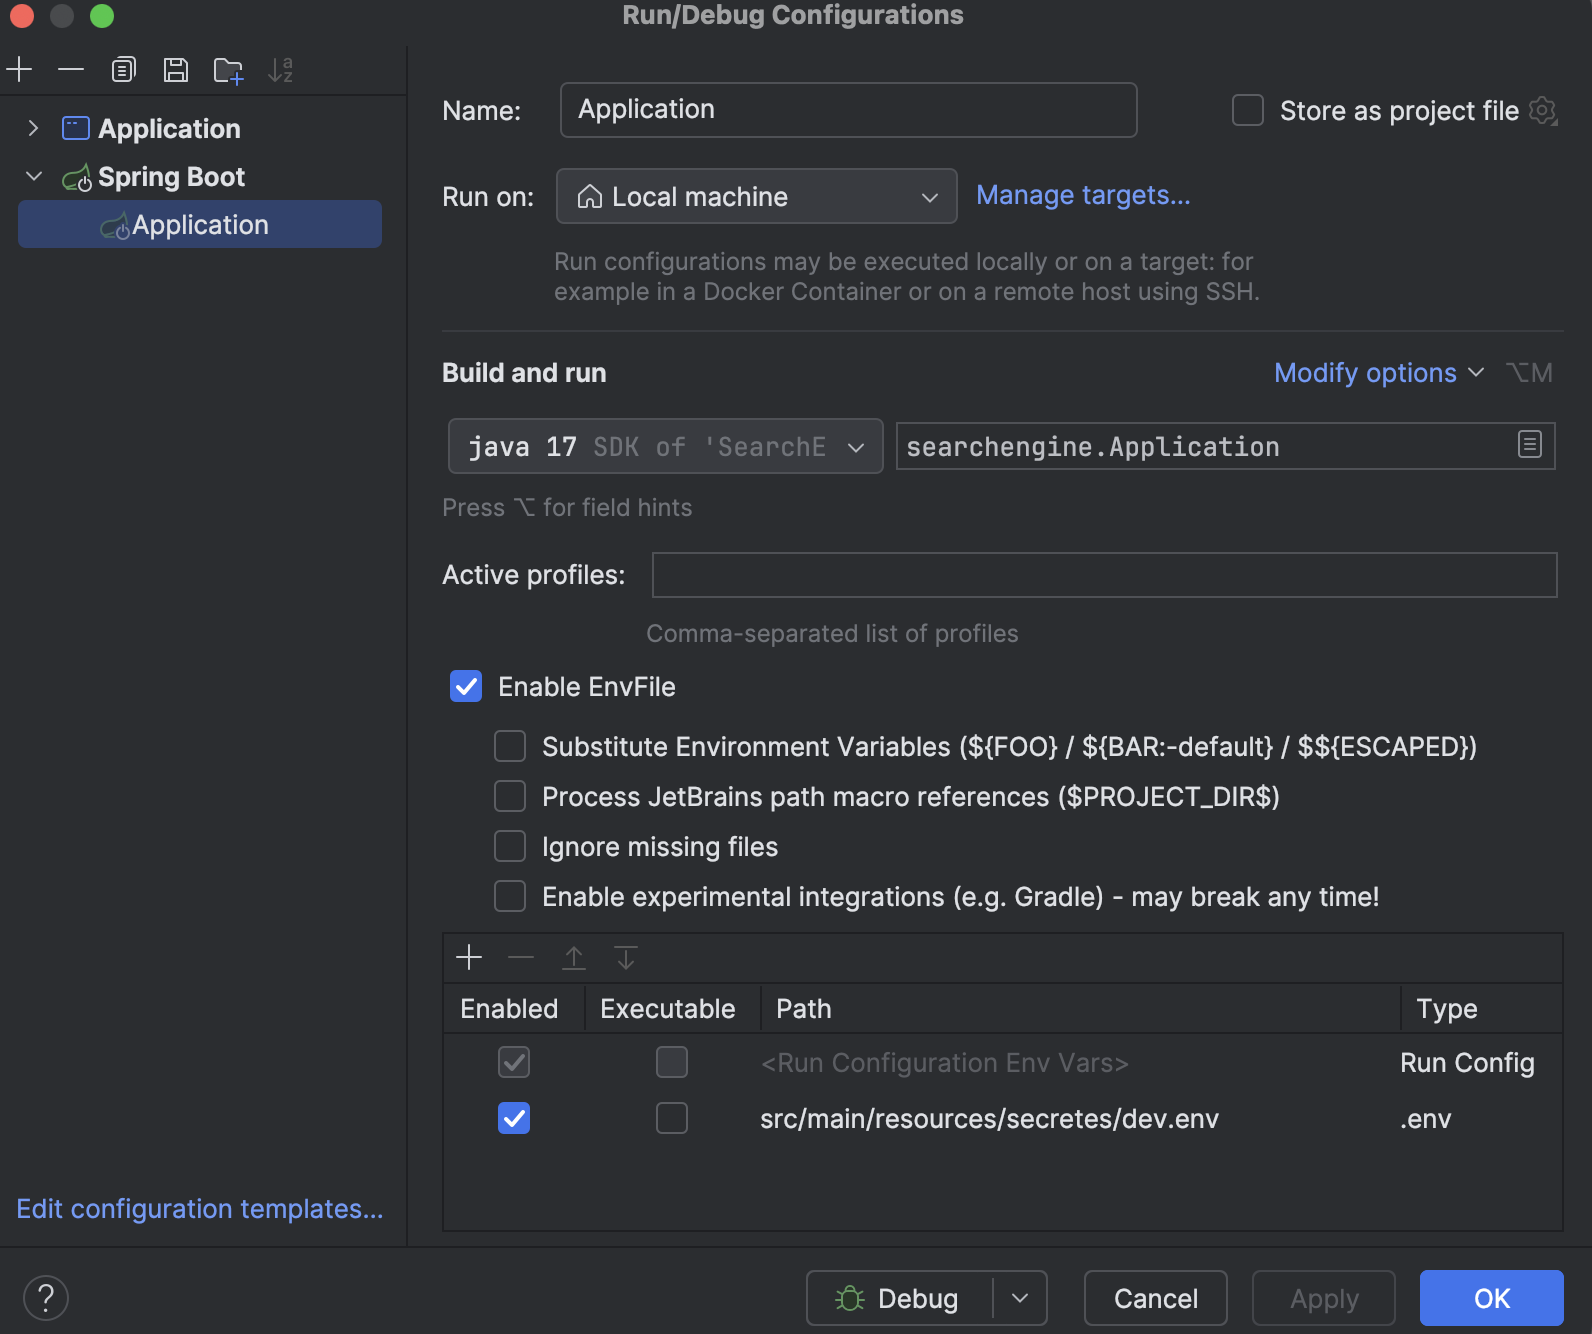 Run/Debug Configurations
Application
Spring Boot
Application
Edit configuration templates...
Name:
Application
Store as project file
Run on:
Local machine
Manage targets...
Run configurations may be executed locally or on a target: for
example in a Docker Container or on a remote host using SSH.
Build and run
Modify options
⌥M
java 17 SDK of 'SearchE
searchengine.Application
Press ⌥ for field hints
Active profiles:
Comma-separated list of profiles
Enable EnvFile
Substitute Environment Variables (${FOO} / ${BAR:-default} / $${ESCAPED})
Process JetBrains path macro references ($PROJECT_DIR$)
Ignore missing files
Enable experimental integrations (e.g. Gradle) - may break any time!
Enabled Executable Path Type
<Run Configuration Env Vars> Run Config
src/main/resources/secretes/dev.env .env
? Debug Cancel Apply OK